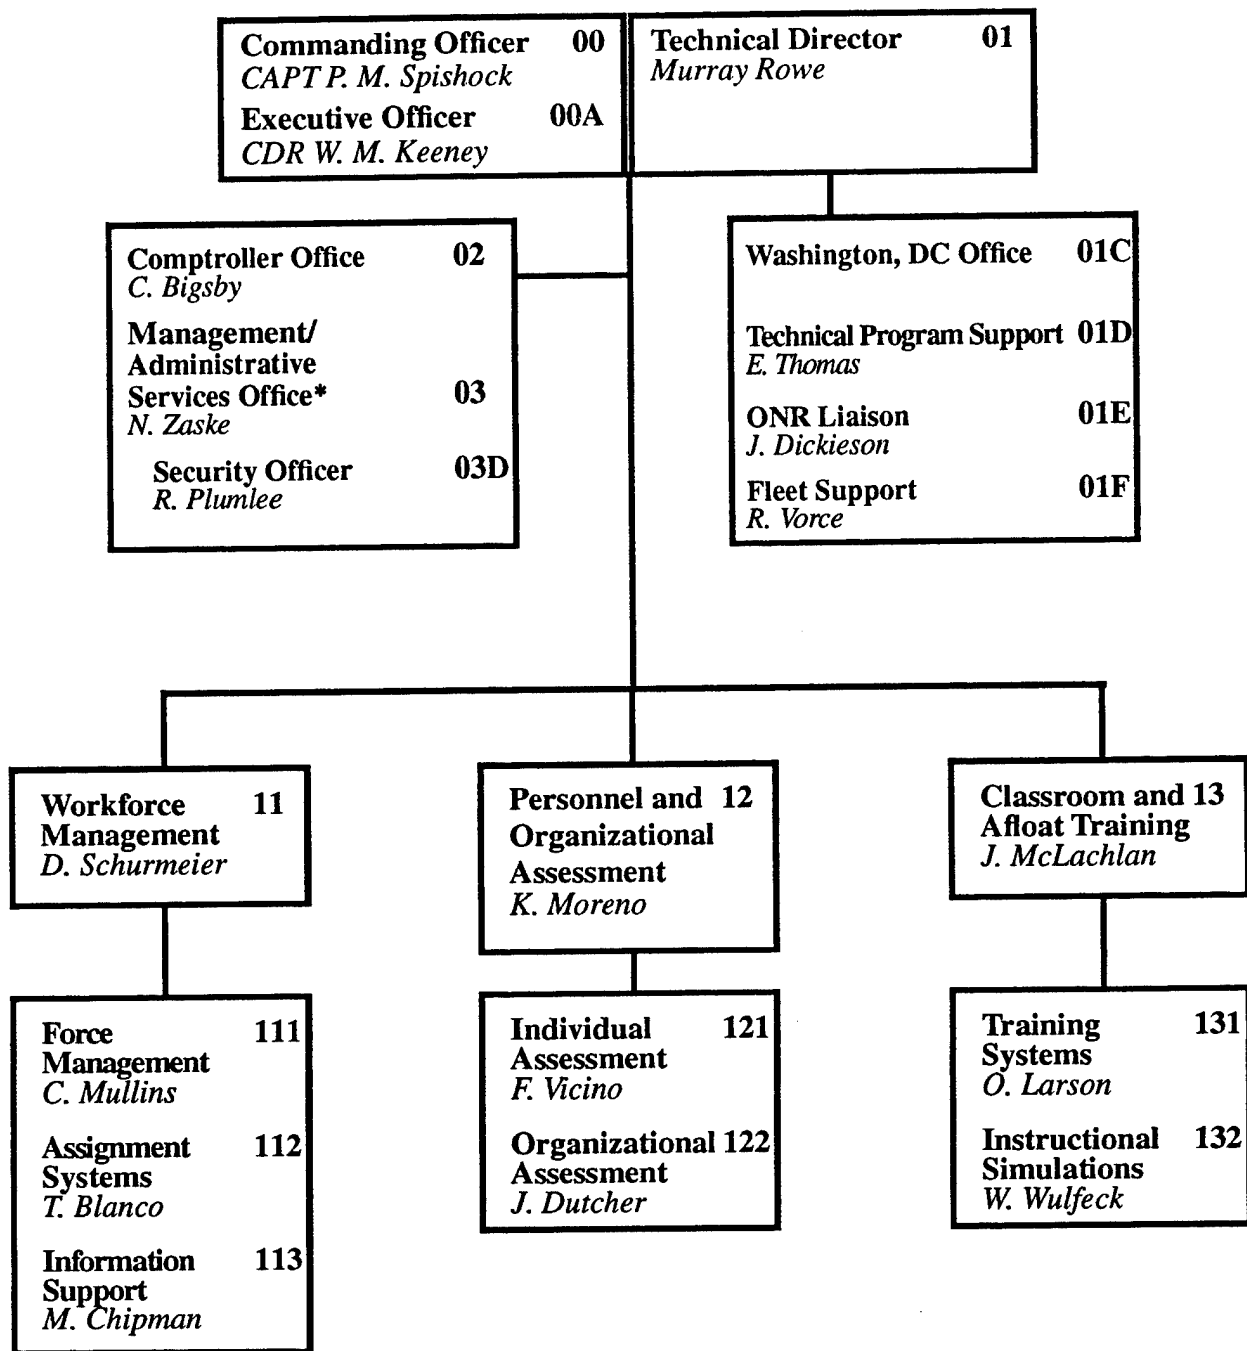 Commanding Officer 00
CAPT P. M. Spishock
Executive Officer 00A
CDR W. M. Keeney
Technical Director 01
Murray Rowe
Comptroller Office 02
C. Bigsby
Management/
Administrative
Services Office* 03
N. Zaske
Security Officer 03D
R. Plumlee
Washington, DC Office 01C
Technical Program Support 01D
E. Thomas
ONR Liaison 01E
J. Dickieson
Fleet Support 01F
R. Vorce
Workforce 11
Management
D. Schurmeier
Personnel and 12
Organizational
Assessment
K. Moreno
Classroom and 13
Afloat Training
J. McLachlan
Force 111
Management
C. Mullins
Assignment 112
Systems
T. Blanco
Information 113
Support
M. Chipman
Individual 121
Assessment
F. Vicino
Organizational 122
Assessment
J. Dutcher
Training 131
Systems
O. Larson
Instructional 132
Simulations
W. Wulfeck